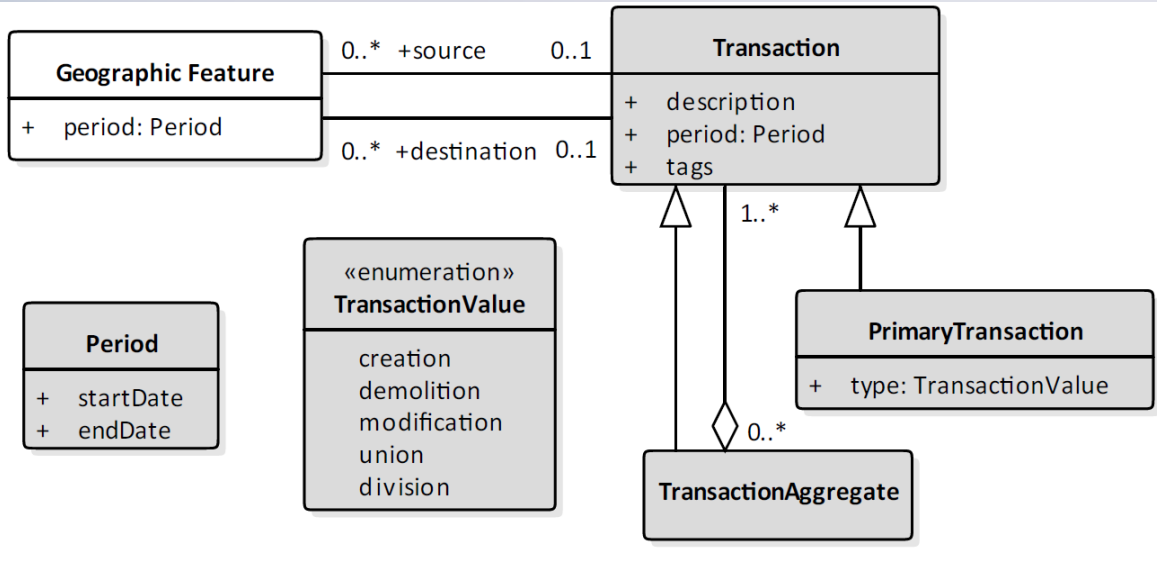 Geographic Feature
+ period: Period
0..* +source 0..1
0..* +destination 0..1
Transaction
+ description
+ period: Period
+ tags
1..*
«enumeration»
TransactionValue
creation
demolition
modification
union
division
Period
+ startDate
+ endDate
PrimaryTransaction
+ type: TransactionValue
0..*
TransactionAggregate